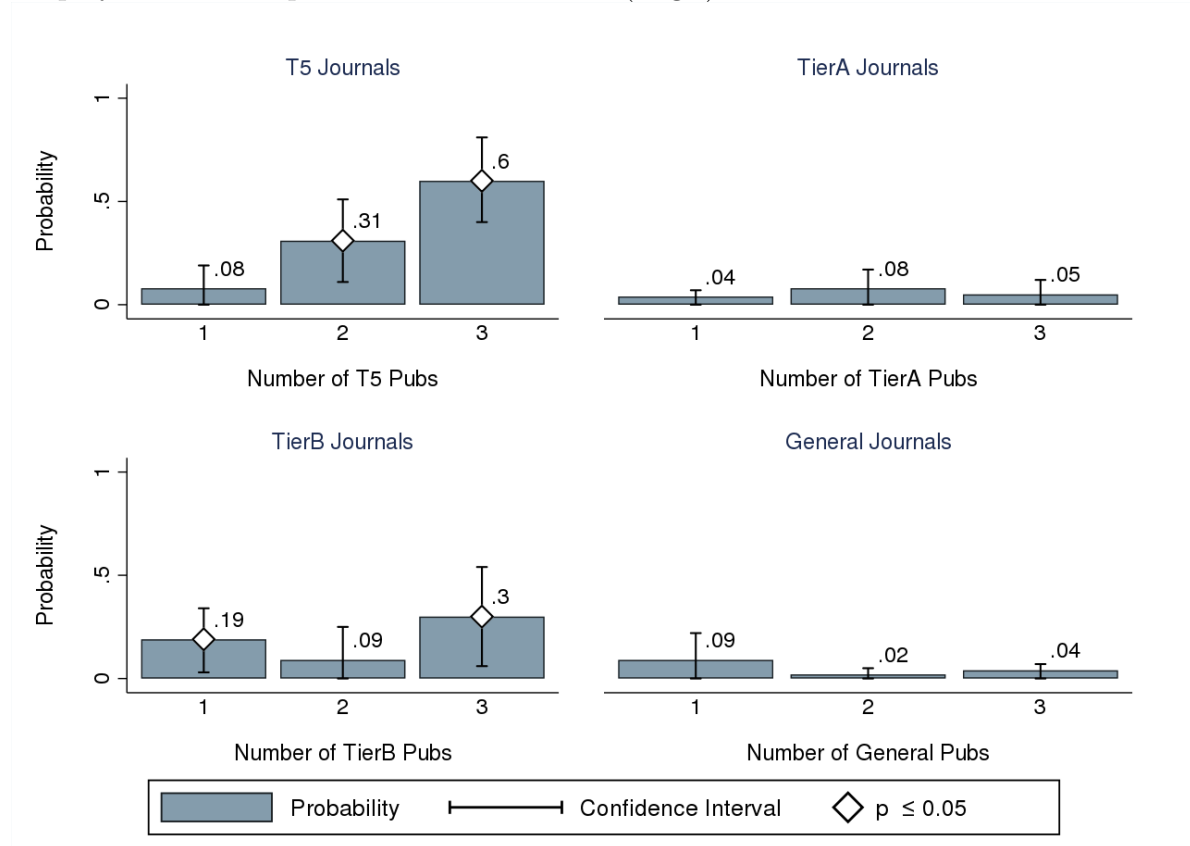 T5 Journals
Probability
1
.5
0
.08
.31
.6
1 2 3
Number of T5 Pubs
TierA Journals
.04
.08
.05
1 2 3
Number of TierA Pubs
TierB Journals
Probability
1
.5
0
.19
.09
.3
1 2 3
Number of TierB Pubs
General Journals
.09
.02
.04
1 2 3
Number of General Pubs
Probability Confidence Interval p ≤ 0.05